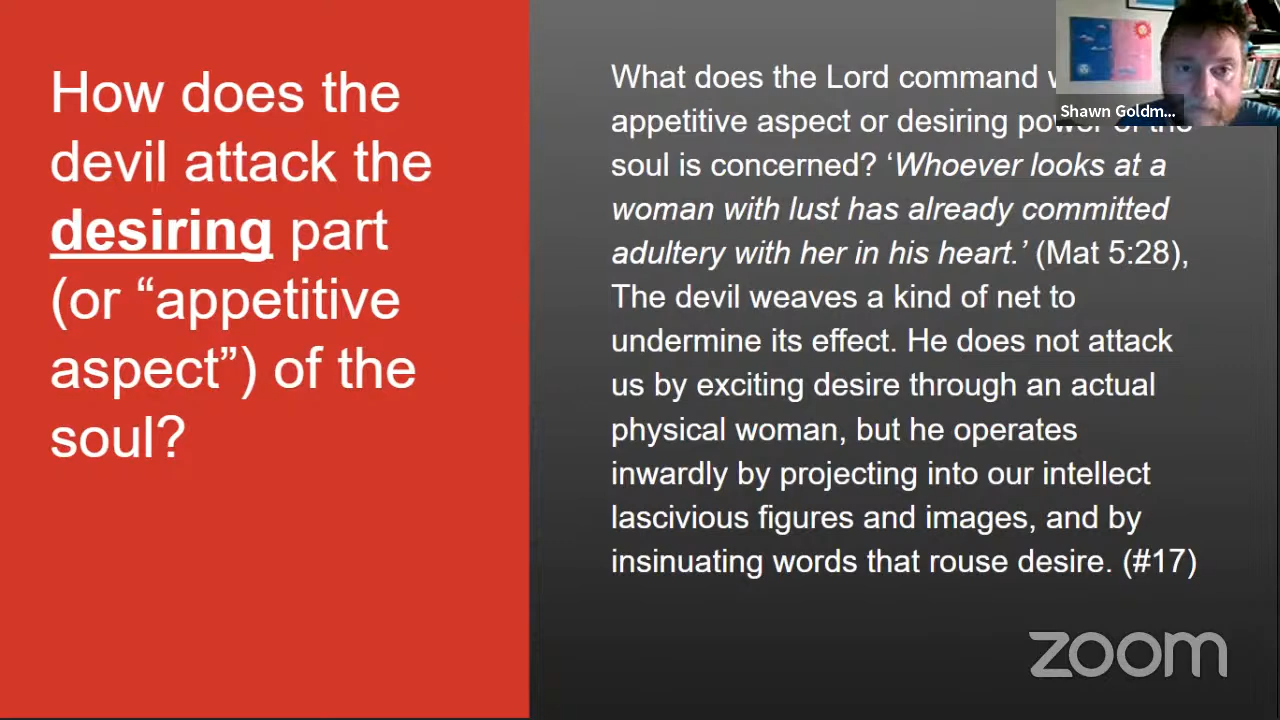 How does the
devil attack the
desiring part
(or “appetitive
aspect”) of the
soul?
What does the Lord command
appetitive aspect or desiring power of the
soul is concerned? ‘Whoever looks at a
woman with lust has already committed
adultery with her in his heart.’ (Mat 5:28),
The devil weaves a kind of net to
undermine its effect. He does not attack
us by exciting desire through an actual
physical woman, but he operates
inwardly by projecting into our intellect
lascivious figures and images, and by
insinuating words that rouse desire. (#17)
Shawn Goldm...
zoom